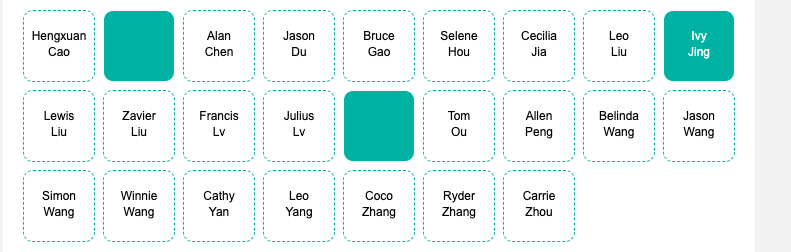 Hengxuan
Cao
Alan
Chen
Jason
Du
Bruce
Gao
Selene
Hou
Cecilia
Jia
Leo
Liu
Ivy
Jing
Lewis
Liu
Zavier
Liu
Francis
Lv
Julius
Lv
Tom
Ou
Allen
Peng
Belinda
Wang
Jason
Wang
Simon
Wang
Winnie
Wang
Cathy
Yan
Leo
Yang
Coco
Zhang
Ryder
Zhang
Carrie
Zhou